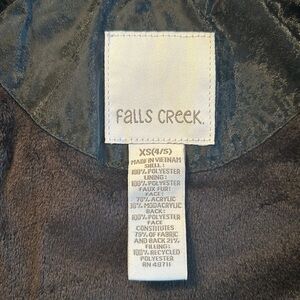 Falls Creek.
XS(4/5)
MADE IN VIETNAM
SHELL:
100% POLYESTER
LINING:
100% POLYESTER
FAUX FUR:
FACE:
70% ACRYLIC
30% MODACRYLIC
BACK:
100% POLYESTER
FACE
CONSTITUTES
79% OF FABRIC
AND BACK 21%
FILLING:
100% RECYCLED
POLYESTER
RN 48711